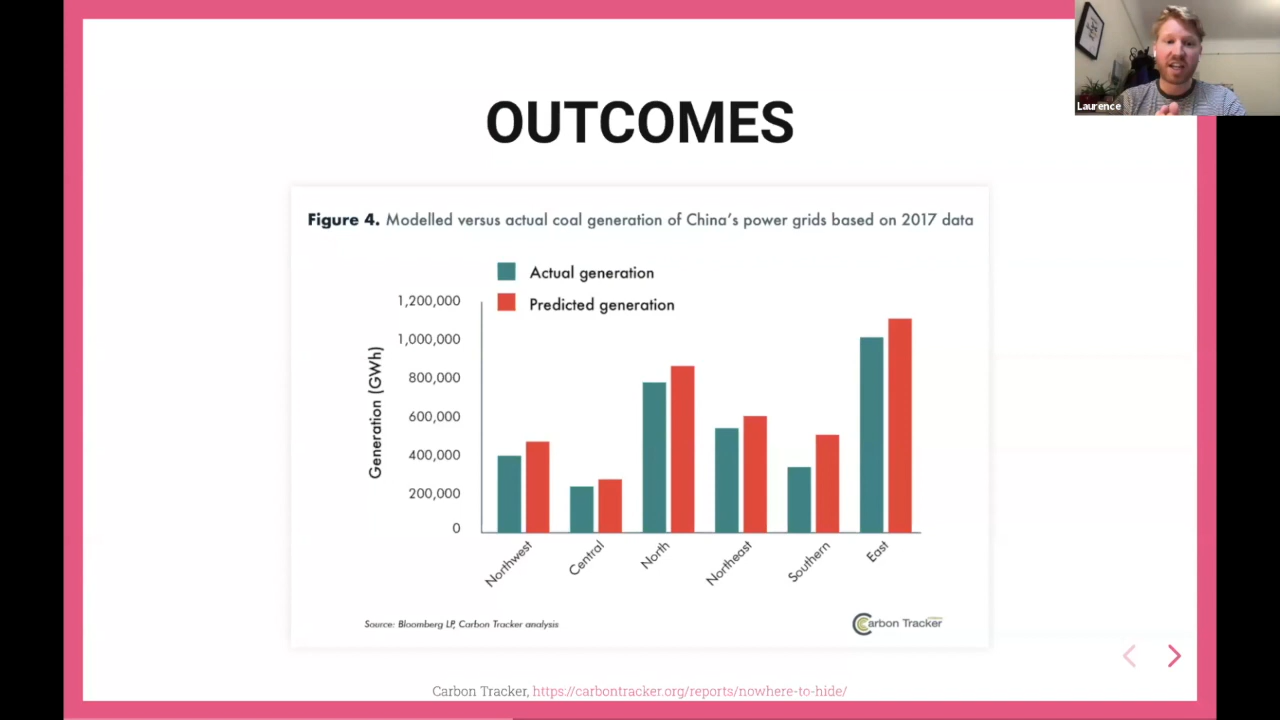 Laurence
OUTCOMES
Figure 4. Modelled versus actual coal generation of China's power grids based on 2017 data
Actual generation
Predicted generation
Generation (GWh)
1,200,000
1,000,000
800,000
600,000
400,000
200,000
0
Northwest
Central
North
Northeast
Southern
East
Source: Bloomberg LP, Carbon Tracker analysis
Carbon Tracker
Carbon Tracker, https://carbontracker.org/reports/nowhere-to-hide/